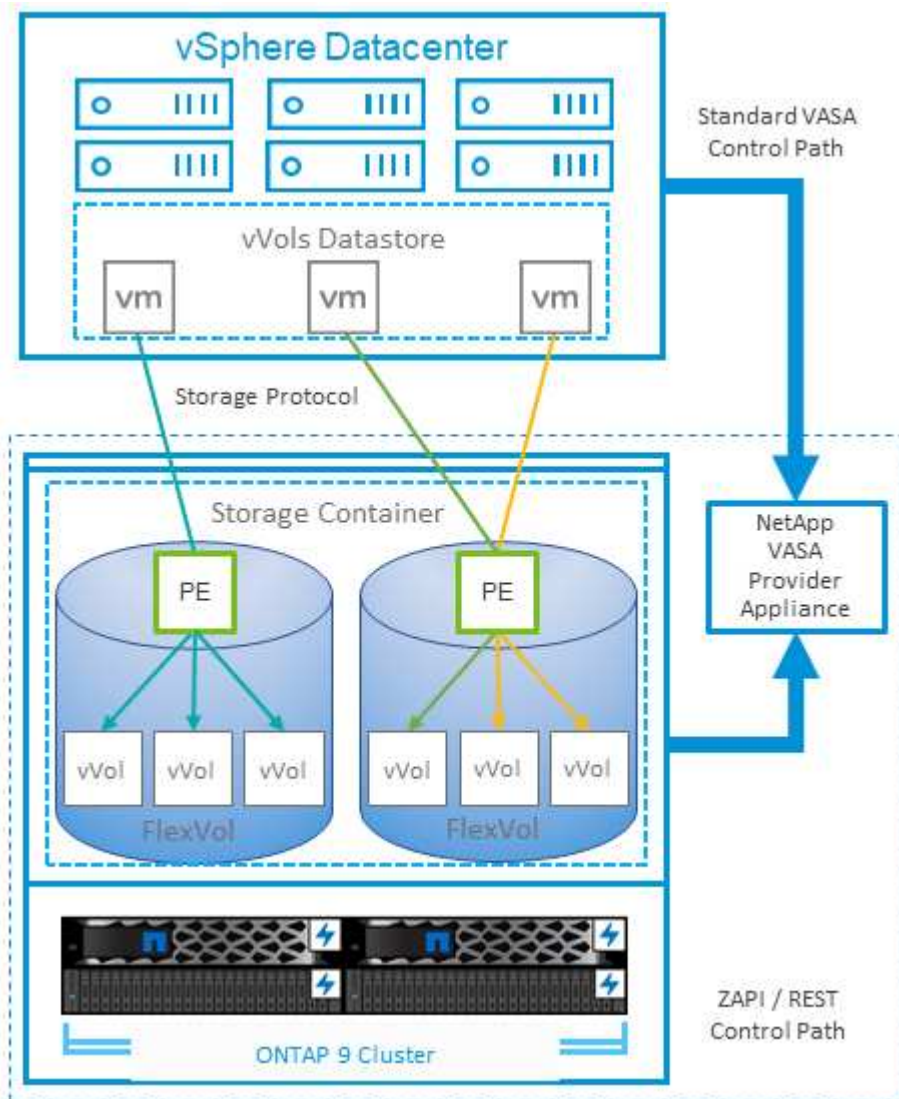 vSphere Datacenter
Standard VASA
Control Path
vVols Datastore
vm vm vm
Storage Protocol
Storage Container
NetApp
VASA
Provider
Appliance
PE PE
vVol vVol vVol vVol vVol vVol
FlexVol FlexVol
ZAPI / REST
Control Path
ONTAP 9 Cluster